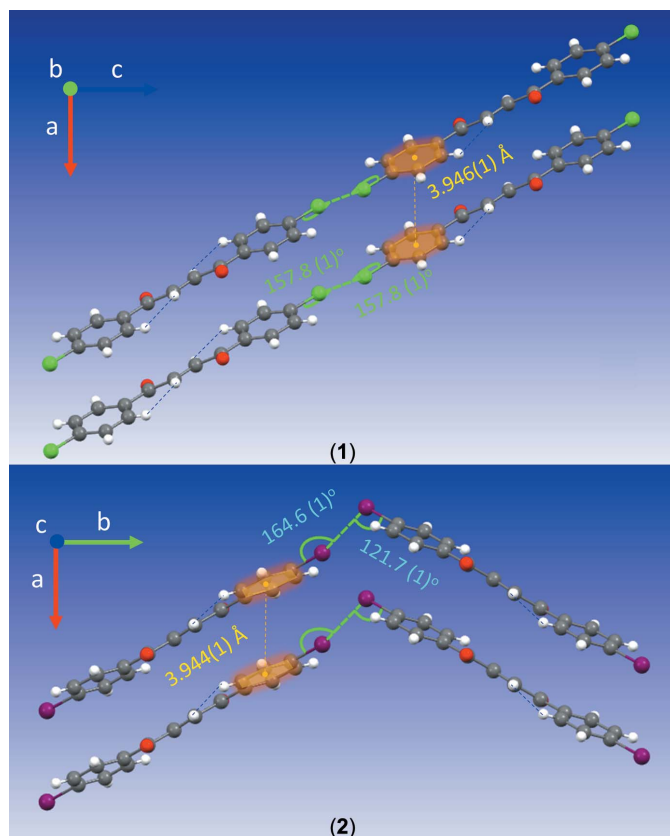 b
c
a
3.946(1) Å
157.8 (1)°
157.8 (1)°
(1)
c
b
a
164.6 (1)°
121.7 (1)°
3.944(1) Å
(2)